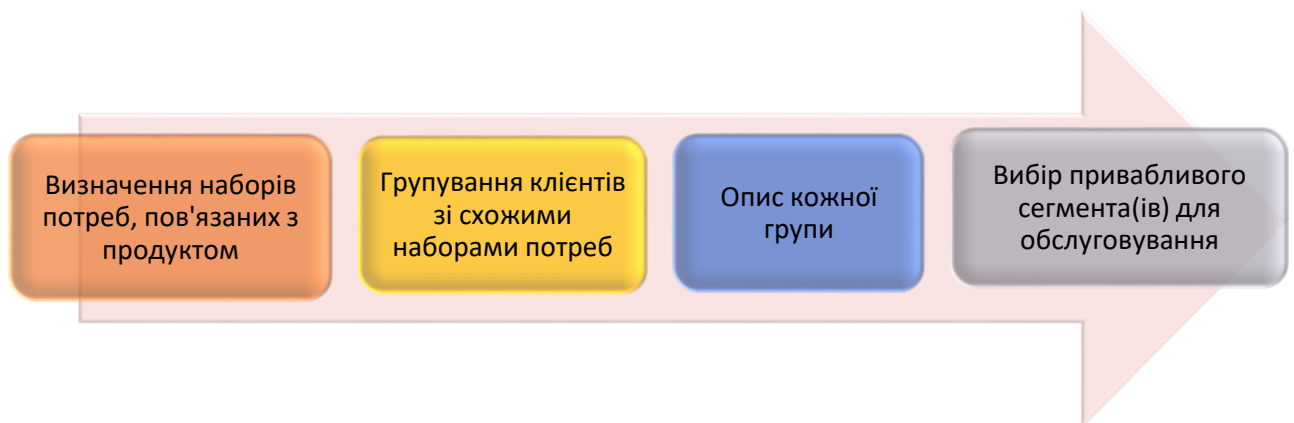 Визначення наборів
потреб, пов'язаних з
продуктом
Групування клієнтів
зі схожими
наборами потреб
Опис кожної
групи
Вибір привабливого
сегмента(ів) для
обслуговування